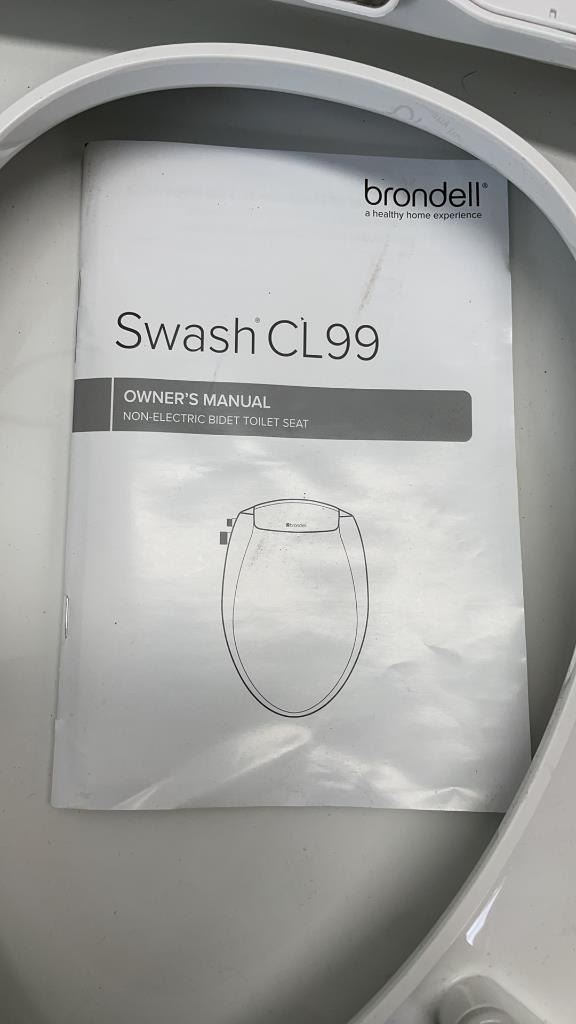 brondell®
a healthy home experience
Swash® CL99
OWNER'S MANUAL
NON-ELECTRIC BIDET TOILET SEAT
brondell